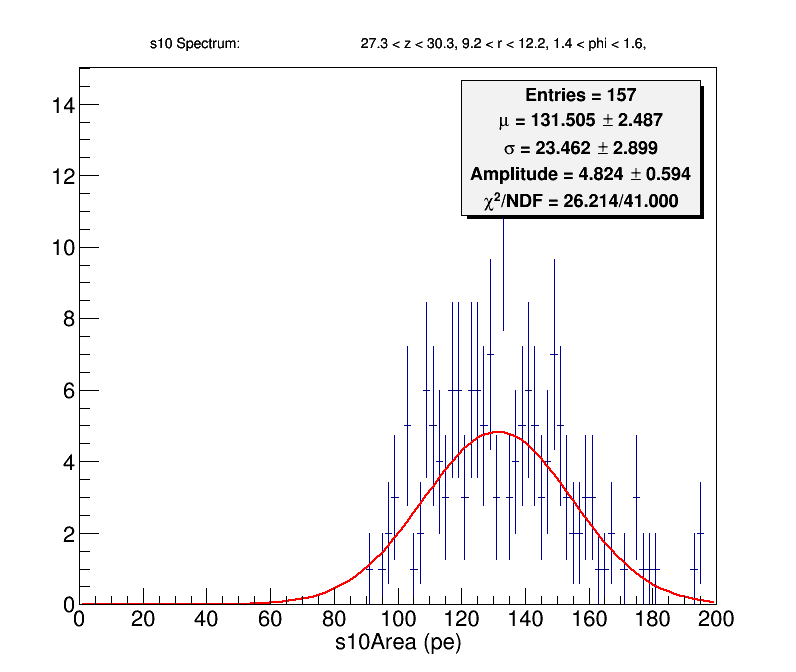 s10 Spectrum: 27.3 < z < 30.3, 9.2 < r < 12.2, 1.4 < phi < 1.6,
Entries = 157
μ = 131.505 ± 2.487
σ = 23.462 ± 2.899
Amplitude = 4.824 ± 0.594
χ²/NDF = 26.214/41.000
14
12
10
8
6
4
2
0
0 20 40 60 80 100 120 140 160 180 200
s10Area (pe)